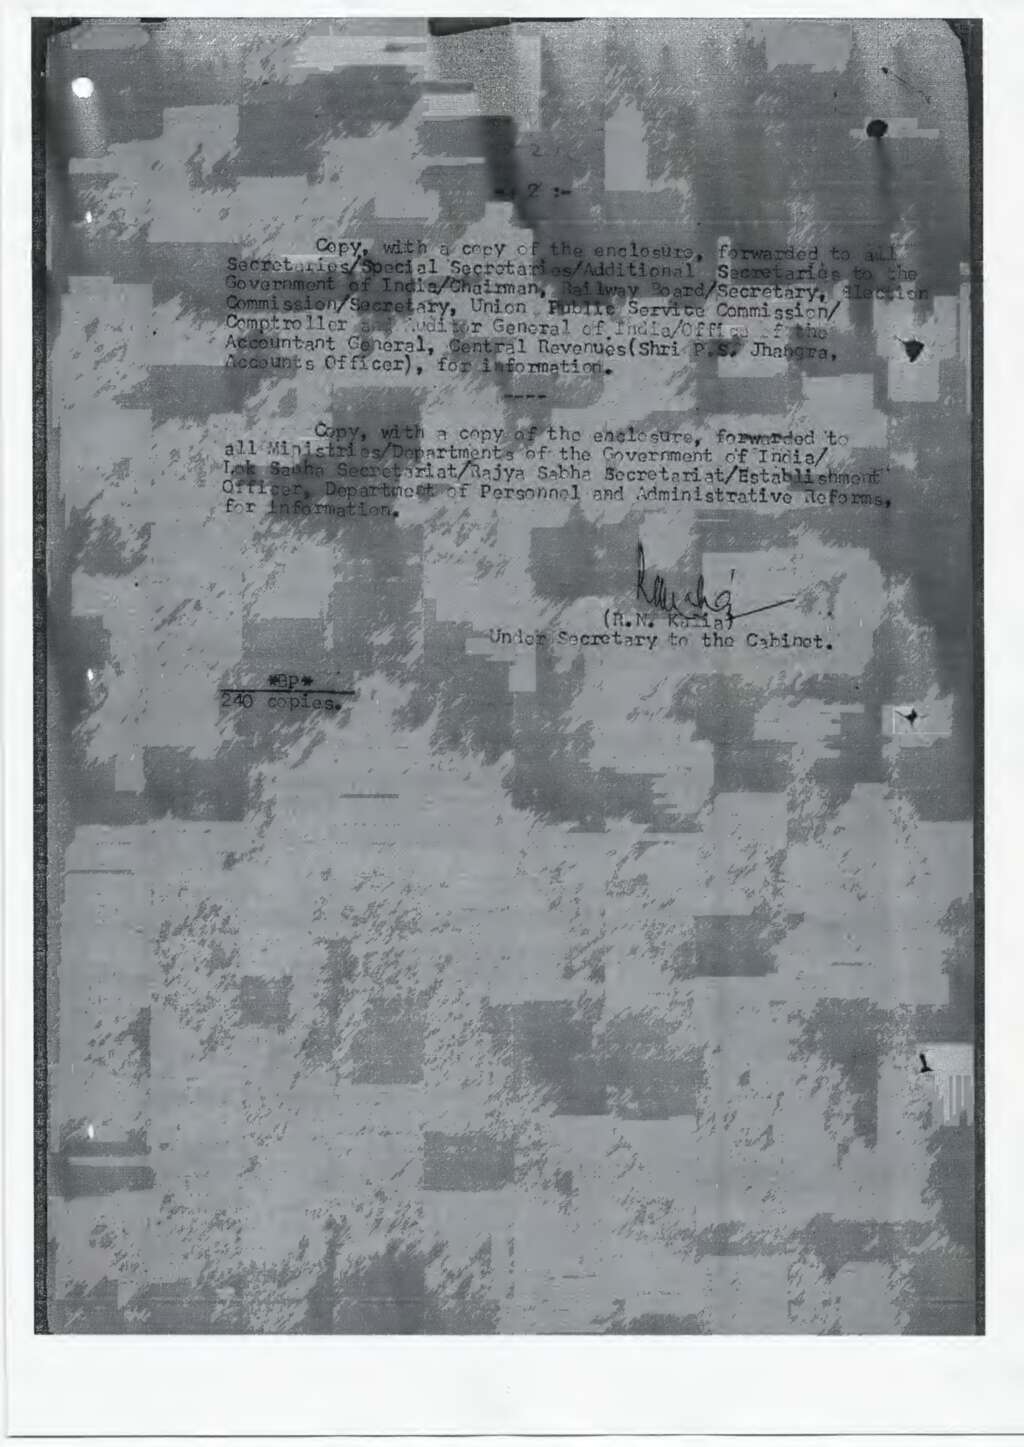 2
-: 2 :-
Copy, with a copy of the enclosure, forwarded to all
Secretaries/Special Secretaries/Additional Secretaries to the
Government of India/Chairman, Railway Board/Secretary, Election
Commission/Secretary, Union Public Service Commission/
Comptroller and Auditor General of India/Office of the
Accountant General, Central Revenues(Shri P.S. Jhangra,
Accounts Officer), for information.
----
Copy, with a copy of the enclosure, forwarded to
all Ministries/Departments of the Government of India/
Lok Sabha Secretariat/Rajya Sabha Secretariat/Establishment
Officer, Department of Personnel and Administrative Reforms,
for information.
(R.N. Kalia)
Under Secretary to the Cabinet.
*GP*
240 copies.